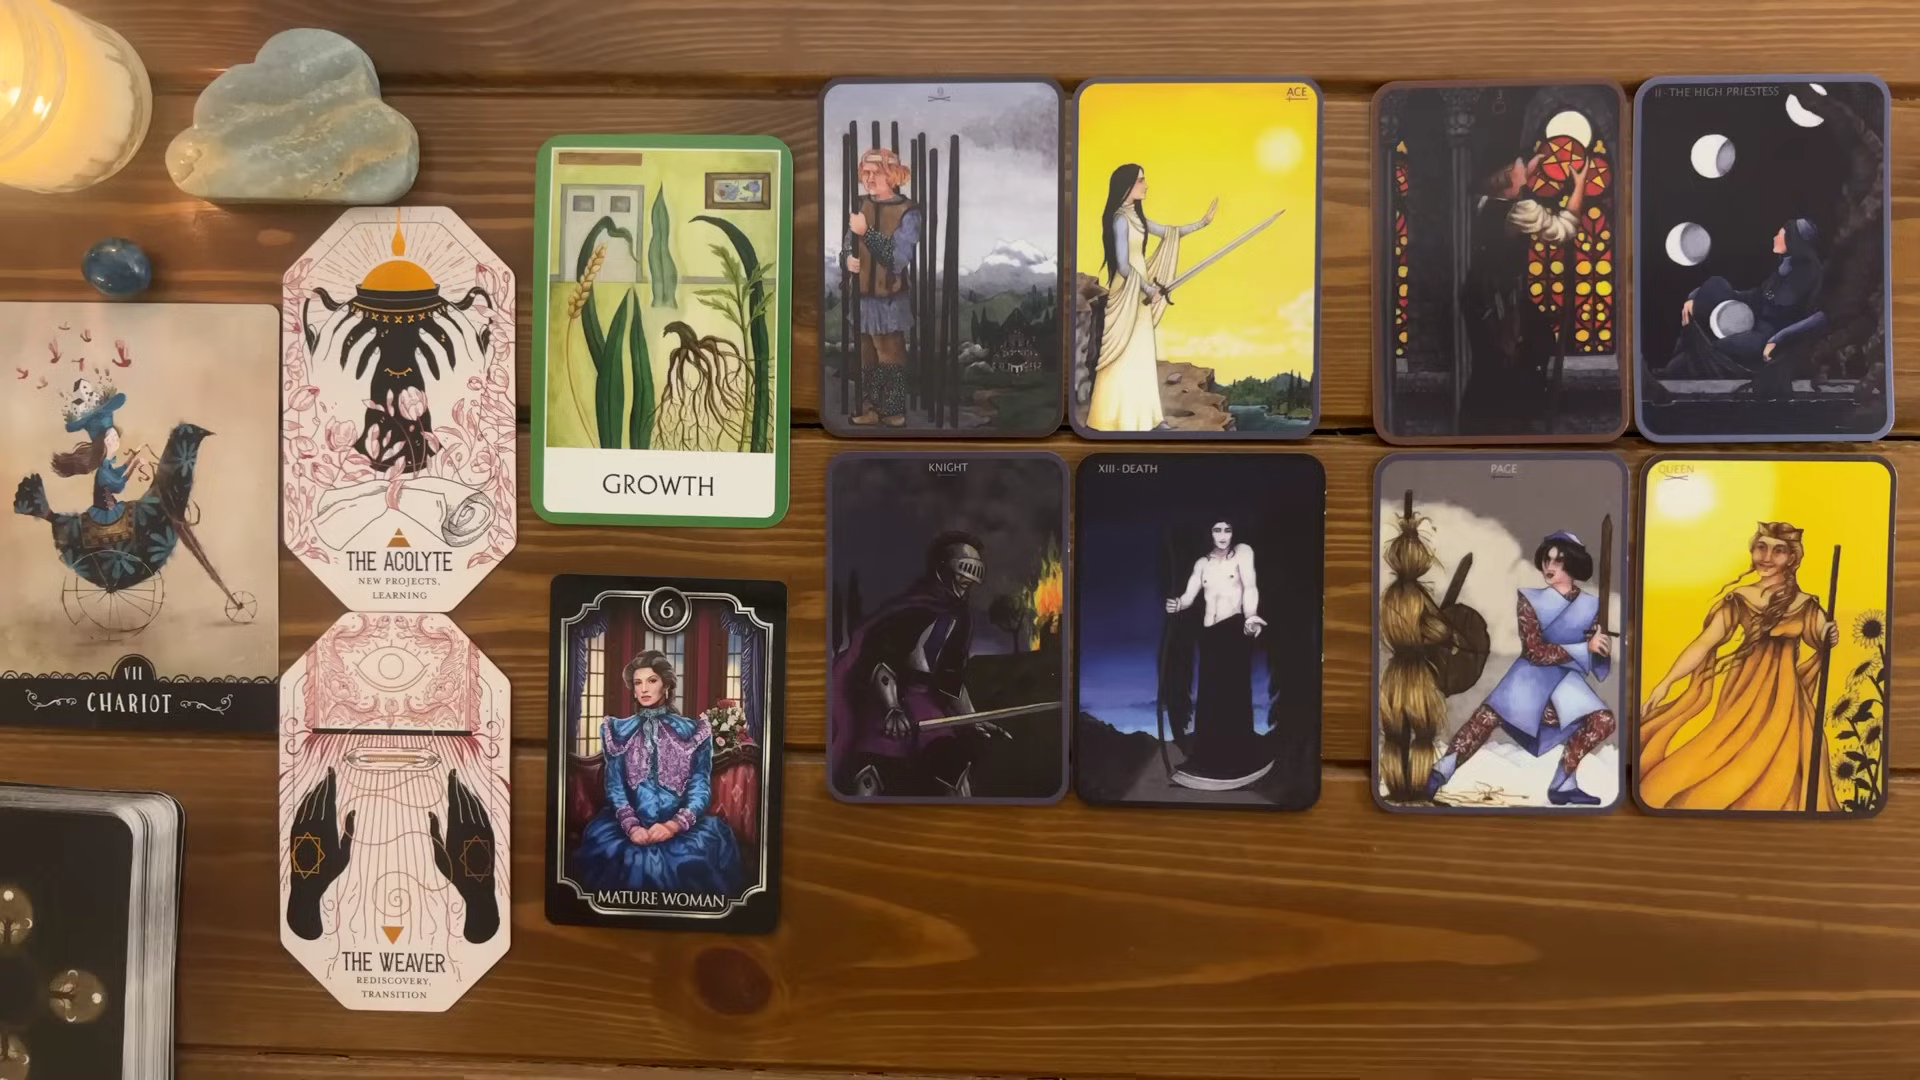 VII
CHARIOT
THE ACOLYTE
NEW PROJECTS,
LEARNING
THE WEAVER
REDISCOVERY,
TRANSITION
GROWTH
6
MATURE WOMAN
ACE
II · THE HIGH PRIESTESS
KNIGHT
XIII · DEATH
PAGE
QUEEN